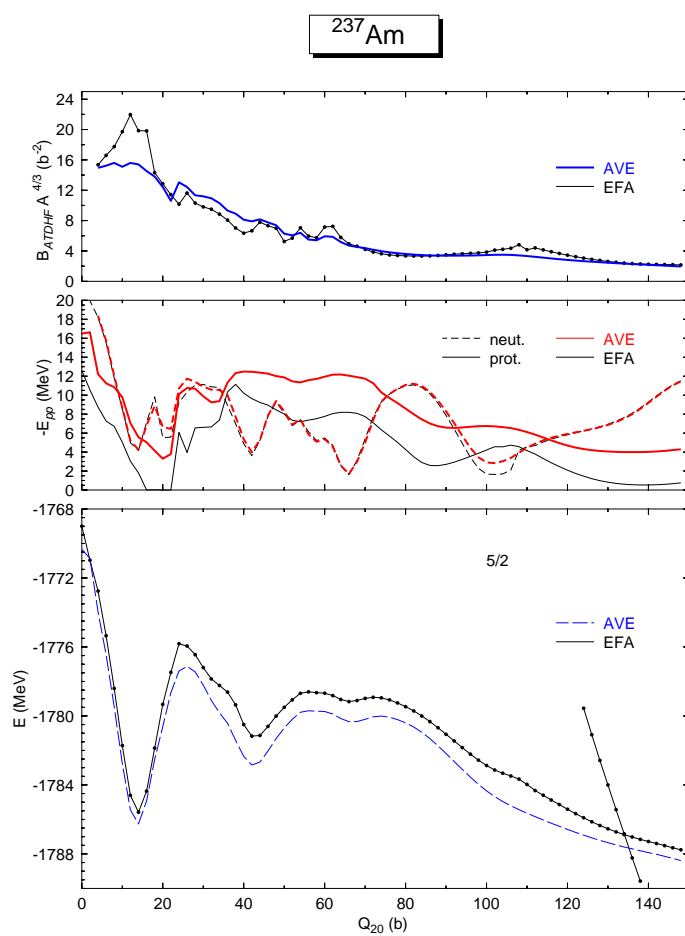 ²³⁷Am
B_ATDHF A^4/3 (b^-2)
24
20
16
12
8
4
0
AVE
EFA
-E_pp (MeV)
20
18
16
14
12
10
8
6
4
2
0
neut.
prot.
AVE
EFA
E (MeV)
-1768
-1772
-1776
-1780
-1784
-1788
5/2
AVE
EFA
0 20 40 60 80 100 120 140
Q_20 (b)